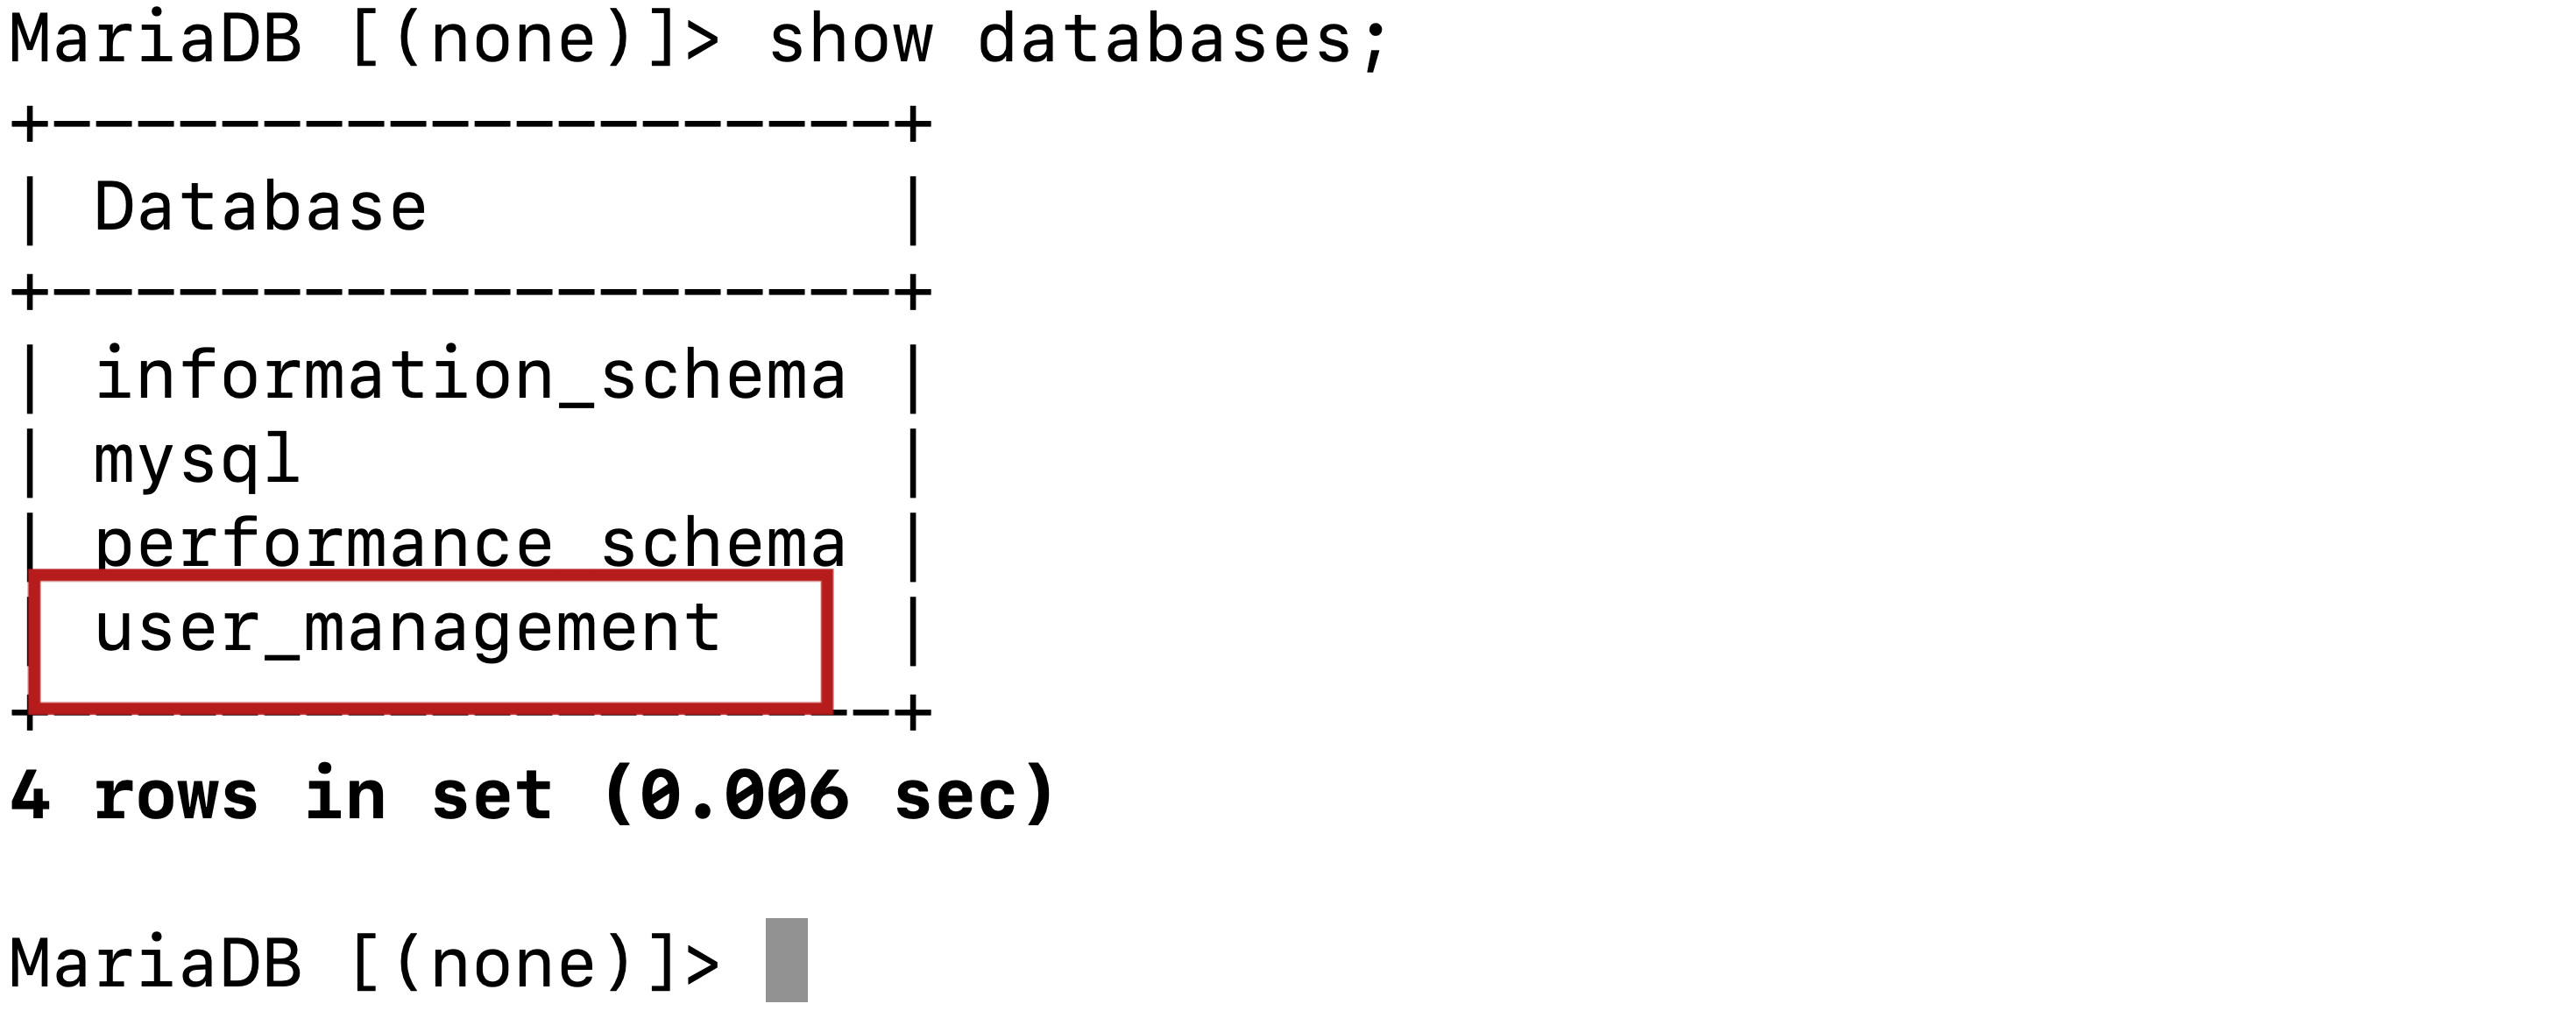 MariaDB [(none)]> show databases;
+--------------------+
| Database           |
+--------------------+
| information_schema |
| mysql              |
| performance_schema |
| user_management    |
+--------------------+
4 rows in set (0.006 sec)
MariaDB [(none)]>